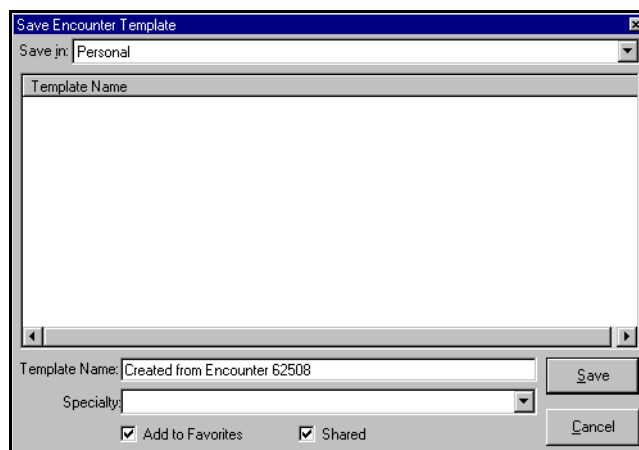 Save Encounter Template
Save in: Personal
Template Name
Template Name: Created from Encounter 62508
Save
Specialty:
Add to Favorites Shared
Cancel